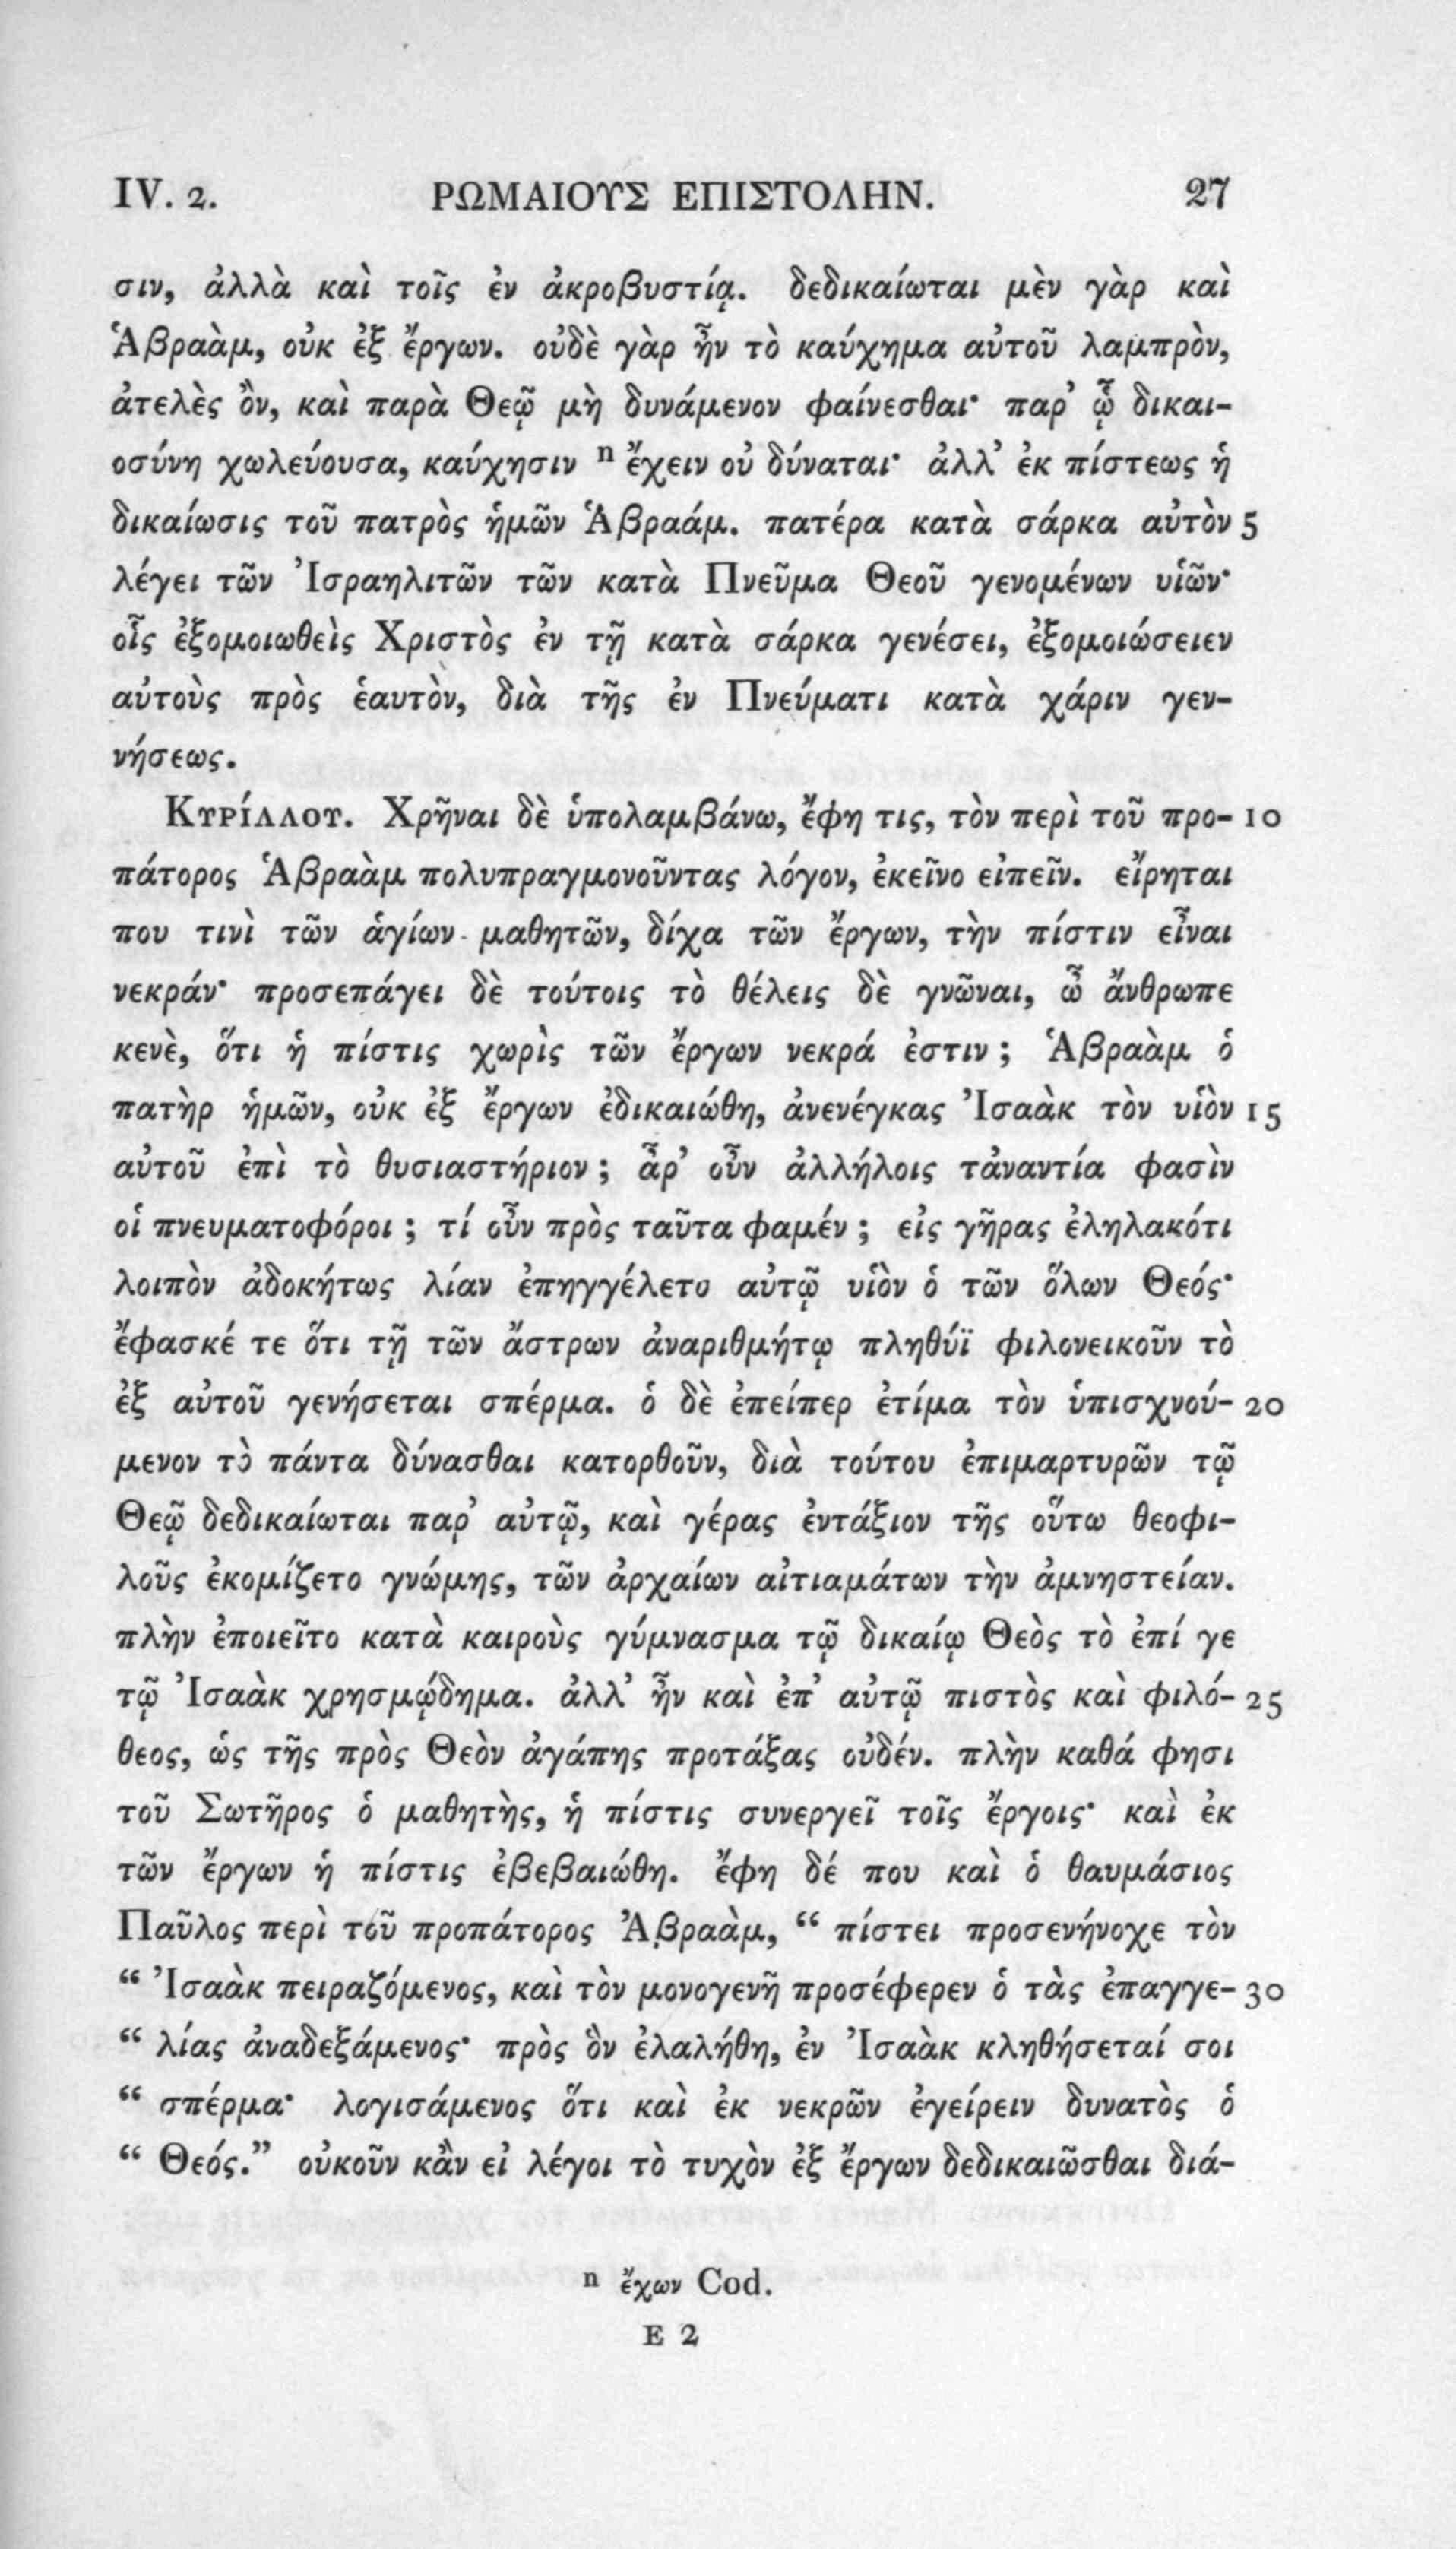 IV. 2. ΡΩΜΑΙΟΥΣ ΕΠΙΣΤΟΛΗΝ. 27
σιν, ἀλλὰ καὶ τοῖς ἐν ἀκροβυστίᾳ. δεδικαίωται μὲν γὰρ καὶ
Ἁβραὰμ, οὐκ ἐξ ἔργων. οὐδὲ γὰρ ἦν τὸ καύχημα αὐτοῦ λαμπρὸν,
ἀτελὲς ὂν, καὶ παρὰ Θεῷ μὴ δυνάμενον φαίνεσθαι· παρ’ ᾧ δικαι-
οσύνη χωλεύουσα, καύχησιν ⁿ ἔχειν οὐ δύναται· ἀλλ’ ἐκ πίστεως ἡ
δικαίωσις τοῦ πατρὸς ἡμῶν Ἁβραάμ. πατέρα κατὰ σάρκα αὐτὸν 5
λέγει τῶν Ἰσραηλιτῶν τῶν κατὰ Πνεῦμα Θεοῦ γενομένων υἱῶν·
οἷς ἐξομοιωθεὶς Χριστὸς ἐν τῇ κατὰ σάρκα γενέσει, ἐξομοιώσειεν
αὐτοὺς πρὸς ἑαυτὸν, διὰ τῆς ἐν Πνεύματι κατὰ χάριν γεν-
νήσεως.
Κυρίλλου. Χρῆναι δὲ ὑπολαμβάνω, ἔφη τις, τὸν περὶ τοῦ προ- 10
πάτορος Ἁβραὰμ πολυπραγμονοῦντας λόγον, ἐκεῖνο εἰπεῖν. εἴρηται
που τινὶ τῶν ἁγίων μαθητῶν, δίχα τῶν ἔργων, τὴν πίστιν εἶναι
νεκράν· προσεπάγει δὲ τούτοις τὸ θέλεις δὲ γνῶναι, ὦ ἄνθρωπε
κενὲ, ὅτι ἡ πίστις χωρὶς τῶν ἔργων νεκρά ἐστιν ; Ἁβραὰμ ὁ
πατὴρ ἡμῶν, οὐκ ἐξ ἔργων ἐδικαιώθη, ἀνενέγκας Ἰσαὰκ τὸν υἱὸν 15
αὐτοῦ ἐπὶ τὸ θυσιαστήριον ; ἆρ’ οὖν ἀλλήλοις τἀναντία φασὶν
οἱ πνευματοφόροι ; τί οὖν πρὸς ταῦτα φαμέν ; εἰς γῆρας ἐληλακότι
λοιπὸν ἀδοκήτως λίαν ἐπηγγέλετο αὐτῷ υἱὸν ὁ τῶν ὅλων Θεός·
ἔφασκέ τε ὅτι τῇ τῶν ἄστρων ἀναριθμήτῳ πληθύϊ φιλονεικοῦν τὸ
ἐξ αὐτοῦ γενήσεται σπέρμα. ὁ δὲ ἐπείπερ ἐτίμα τὸν ὑπισχνού- 20
μενον τὸ πάντα δύνασθαι κατορθοῦν, διὰ τούτου ἐπιμαρτυρῶν τῷ
Θεῷ δεδικαίωται παρ’ αὐτῷ, καὶ γέρας ἐντάξιον τῆς οὕτω θεοφι-
λοῦς ἐκομίζετο γνώμης, τῶν ἀρχαίων αἰτιαμάτων τὴν ἀμνηστείαν.
πλὴν ἐποιεῖτο κατὰ καιροὺς γύμνασμα τῷ δικαίῳ Θεὸς τὸ ἐπί γε
τῷ Ἰσαὰκ χρησμῴδημα. ἀλλ’ ἦν καὶ ἐπ’ αὐτῷ πιστὸς καὶ φιλό- 25
θεος, ὡς τῆς πρὸς Θεὸν ἀγάπης προτάξας οὐδέν. πλὴν καθά φησι
τοῦ Σωτῆρος ὁ μαθητὴς, ἡ πίστις συνεργεῖ τοῖς ἔργοις· καὶ ἐκ
τῶν ἔργων ἡ πίστις ἐβεβαιώθη. ἔφη δέ που καὶ ὁ θαυμάσιος
Παῦλος περὶ τοῦ προπάτορος Ἀβραὰμ, “ πίστει προσενήνοχε τὸν
“ Ἰσαὰκ πειραζόμενος, καὶ τὸν μονογενῆ προσέφερεν ὁ τὰς ἐπαγγε- 30
“ λίας ἀναδεξάμενος· πρὸς ὃν ἐλαλήθη, ἐν Ἰσαὰκ κληθήσεταί σοι
“ σπέρμα· λογισάμενος ὅτι καὶ ἐκ νεκρῶν ἐγείρειν δυνατὸς ὁ
“ Θεός.” οὐκοῦν κἂν εἰ λέγοι τὸ τυχὸν ἐξ ἔργων δεδικαιῶσθαι διά-
ⁿ ἔχων Cod.
E 2